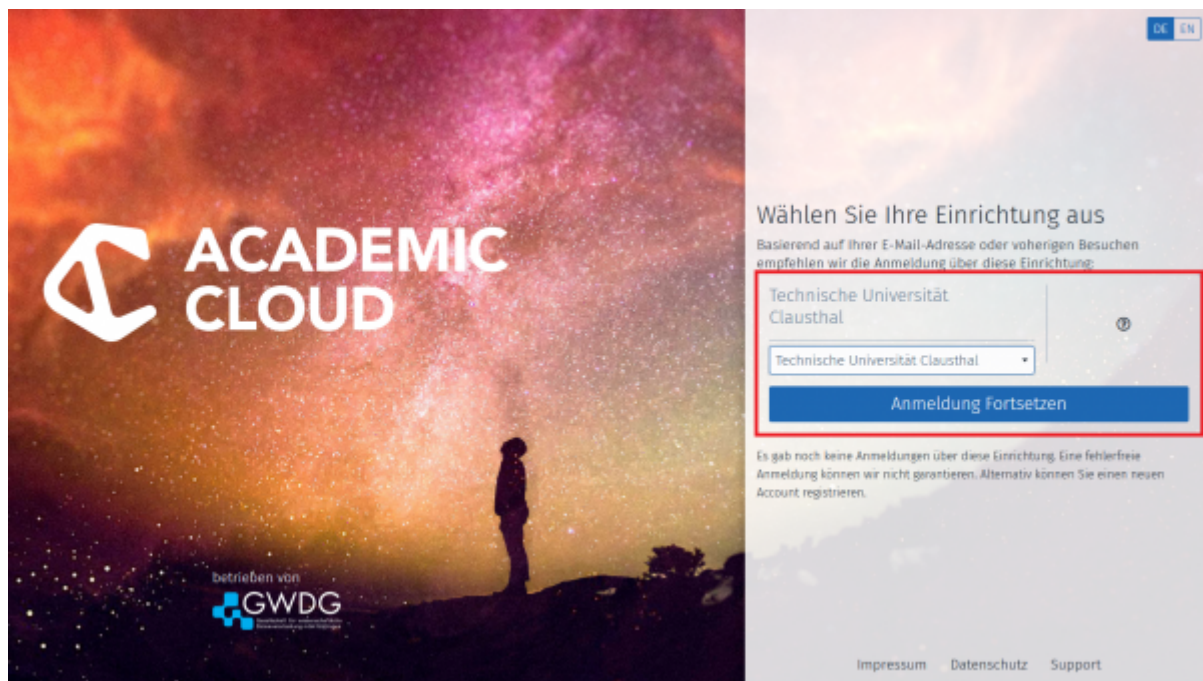 DE EN
ACADEMIC
CLOUD
betrieben von
GWDG
Wählen Sie Ihre Einrichtung aus
Basierend auf Ihrer E-Mail-Adresse oder voherigen Besuchen
empfehlen wir die Anmeldung über diese Einrichtung:
Technische Universität
Clausthal
Technische Universität Clausthal
Anmeldung Fortsetzen
Es gab noch keine Anmeldungen über diese Einrichtung. Eine fehlerfreie
Anmeldung können wir nicht garantieren. Alternativ können Sie einen neuen
Account registrieren.
Impressum Datenschutz Support